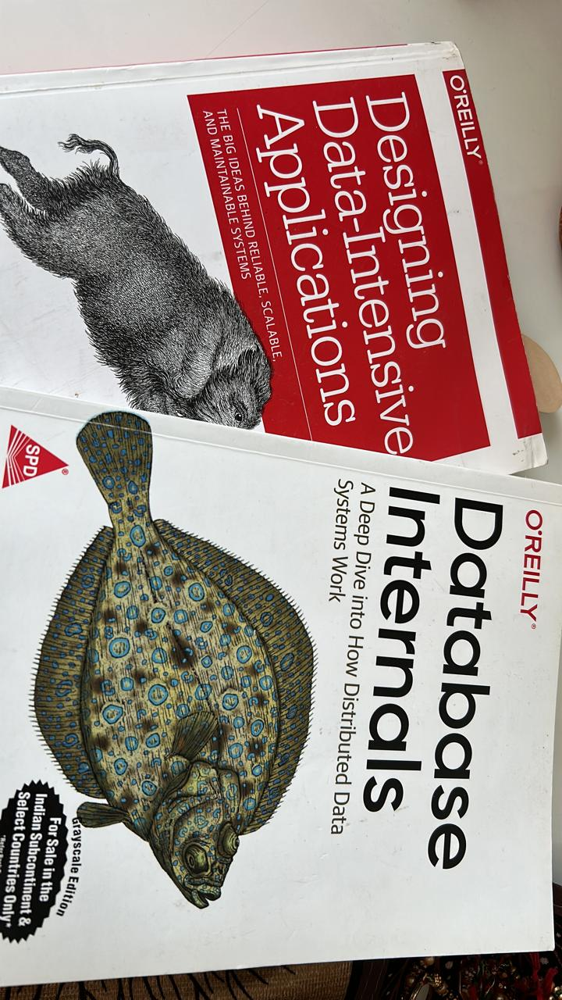 O'REILLY®
Designing
Data-Intensive
Applications
THE BIG IDEAS BEHIND RELIABLE, SCALABLE,
AND MAINTAINABLE SYSTEMS
O'REILLY®
Database
Internals
A Deep Dive into How Distributed Data
Systems Work
SPD®
Grayscale Edition
For Sale in the
Indian Subcontinent &
Select Countries Only*